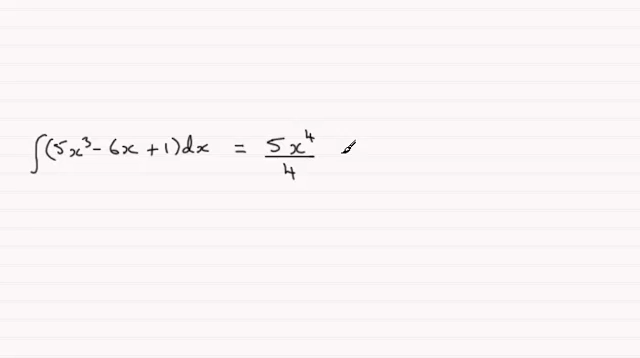 ∫(5x³ - 6x + 1)dx = 5x⁴/4